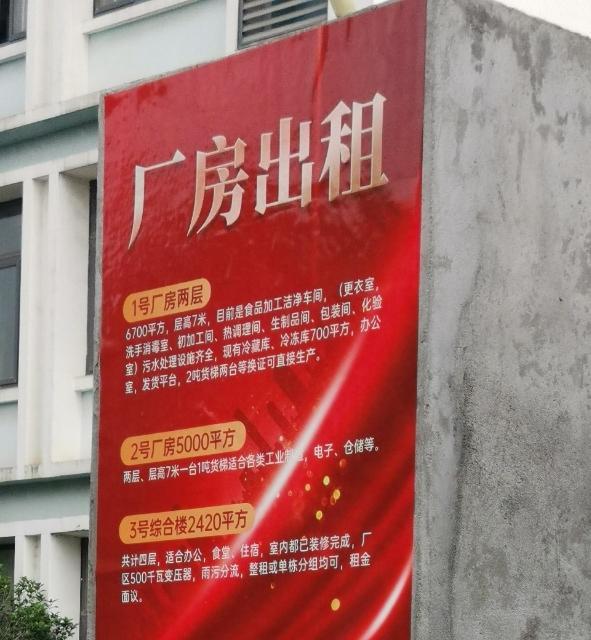 厂房出租
1号厂房两层
6700平方，层高7米，目前是食品加工洁净车间，（更衣室，
洗手消毒室、初加工间、热调理间、生制品间、包装间、化验
室）污水处理设施齐全，现有冷藏库、冷冻库700平方，办公
室，发货平台，2吨货梯两台等换证可直接生产。
2号厂房5000平方
两层、层高7米一台1吨货梯适合各类工业制造，电子、仓储等。
3号综合楼2420平方
共计四层，适合办公，食堂、住宿，室内都已装修完成，厂
区500千瓦变压器，雨污分流，整租或单栋分组均可，租金
面议。